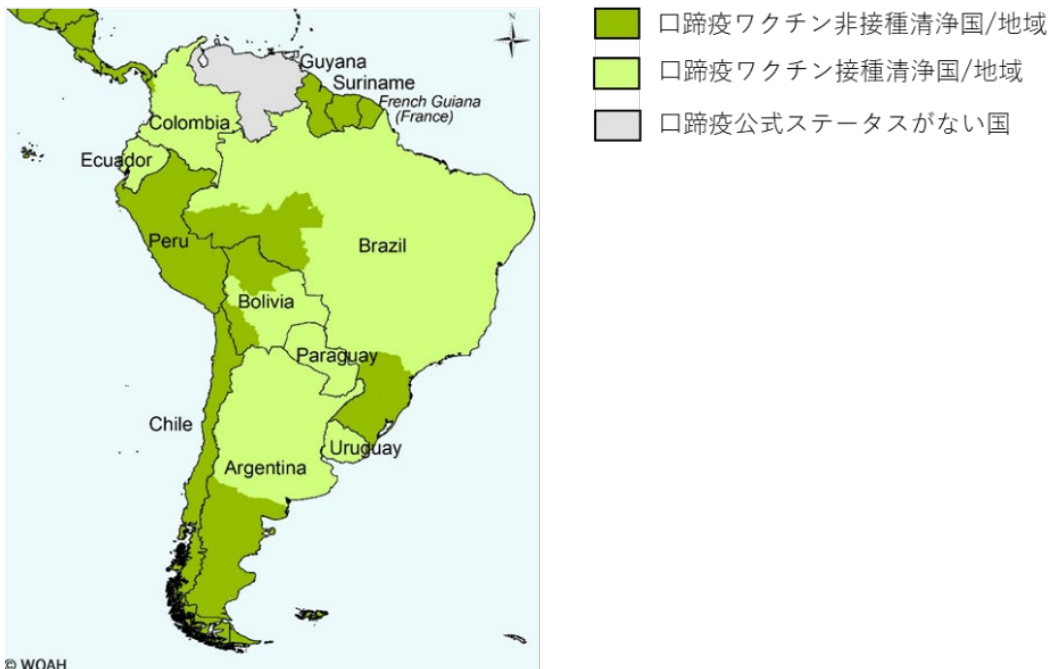 N
Guyana
Suriname
French Guiana
(France)
Colombia
Ecuador
Peru
Brazil
Bolivia
Paraguay
Chile
Uruguay
Argentina
© WOAH
口蹄疫ワクチン非接種清浄国/地域
口蹄疫ワクチン接種清浄国/地域
口蹄疫公式ステータスがない国